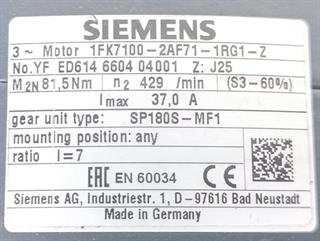 SIEMENS
3 ~ Motor 1FK7100-2AF71-1RG1-Z
No.YF ED614 6604 04001 Z: J25
M2N 81,5Nm n2 429 /min (S3-60%)
Imax 37,0 A
gear unit type: SP180S-MF1
mounting position: any
ratio I=7
EAC EN 60034
Siemens AG, Industriestr. 1, D-97616 Bad Neustadt
Made in Germany